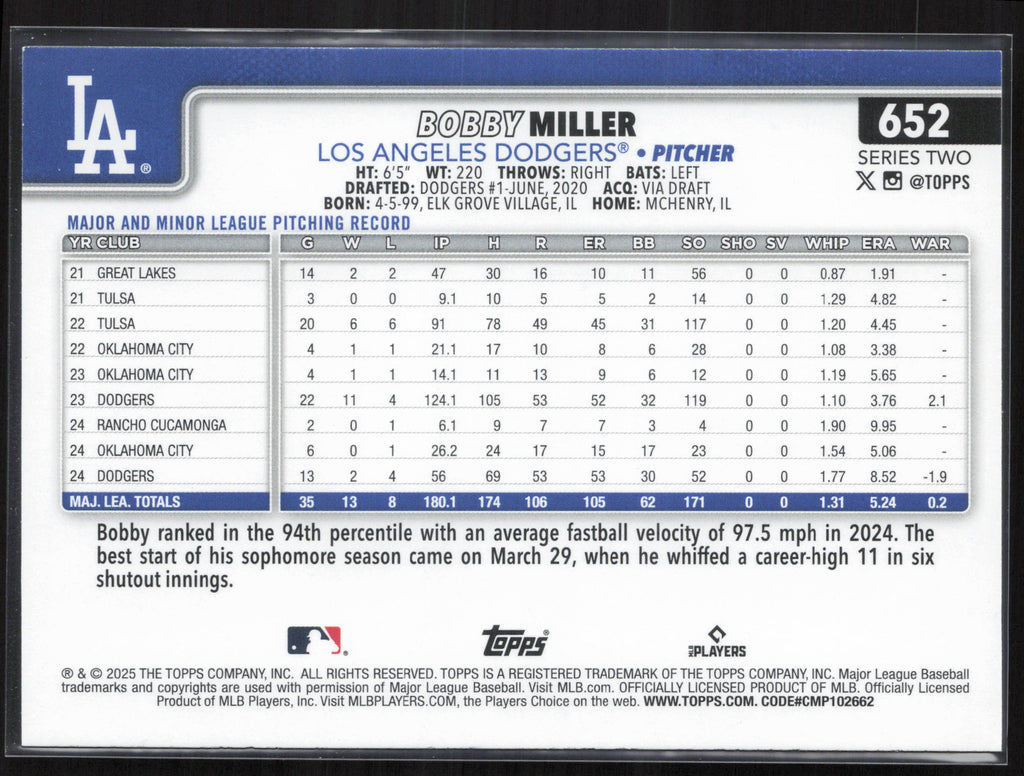 LA®
652
BOBBY MILLER
LOS ANGELES DODGERS® • PITCHER
SERIES TWO
HT: 6'5" WT: 220 THROWS: RIGHT BATS: LEFT
@TOPPS
DRAFTED: DODGERS #1-JUNE, 2020 ACQ: VIA DRAFT
BORN: 4-5-99, ELK GROVE VILLAGE, IL HOME: MCHENRY, IL
MAJOR AND MINOR LEAGUE PITCHING RECORD
YR CLUB G W L IP H R ER BB SO SHO SV WHIP ERA WAR
21 GREAT LAKES 14 2 2 47 30 16 10 11 56 0 0 0.87 1.91 -
21 TULSA 3 0 0 9.1 10 5 5 2 14 0 0 1.29 4.82 -
22 TULSA 20 6 6 91 78 49 45 31 117 0 0 1.20 4.45 -
22 OKLAHOMA CITY 4 1 1 21.1 17 10 8 6 28 0 0 1.08 3.38 -
23 OKLAHOMA CITY 4 1 1 14.1 11 13 9 6 12 0 0 1.19 5.65 -
23 DODGERS 22 11 4 124.1 105 53 52 32 119 0 0 1.10 3.76 2.1
24 RANCHO CUCAMONGA 2 0 1 6.1 9 7 7 3 4 0 0 1.90 9.95 -
24 OKLAHOMA CITY 6 0 1 26.2 24 17 15 17 23 0 0 1.54 5.06 -
24 DODGERS 13 2 4 56 69 53 53 30 52 0 0 1.77 8.52 -1.9
MAJ. LEA. TOTALS 35 13 8 180.1 174 106 105 62 171 0 0 1.31 5.24 0.2
Bobby ranked in the 94th percentile with an average fastball velocity of 97.5 mph in 2024. The
best start of his sophomore season came on March 29, when he whiffed a career-high 11 in six
shutout innings.
Topps® MLB PLAYERS
® & © 2025 THE TOPPS COMPANY, INC. ALL RIGHTS RESERVED. TOPPS IS A REGISTERED TRADEMARK OF THE TOPPS COMPANY, INC. Major League Baseball
trademarks and copyrights are used with permission of Major League Baseball. Visit MLB.com. OFFICIALLY LICENSED PRODUCT OF MLB. Officially Licensed
Product of MLB Players, Inc. Visit MLBPLAYERS.COM, the Players Choice on the web. WWW.TOPPS.COM. CODE#CMP102662